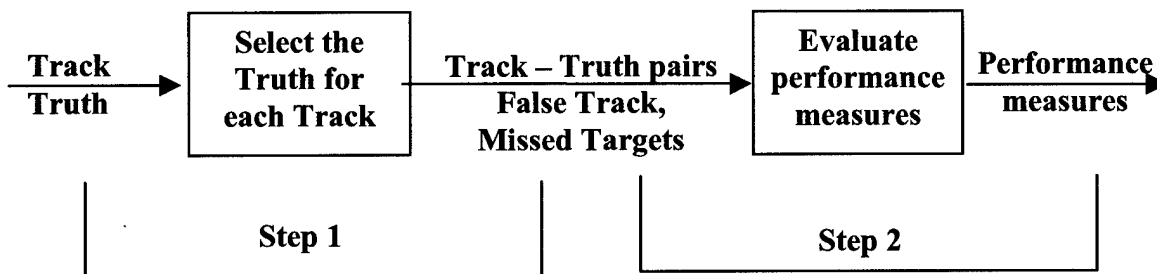 Track
Truth
Select the
Truth for
each Track
Track – Truth pairs
False Track,
Missed Targets
Evaluate
performance
measures
Performance
measures
Step 1
Step 2